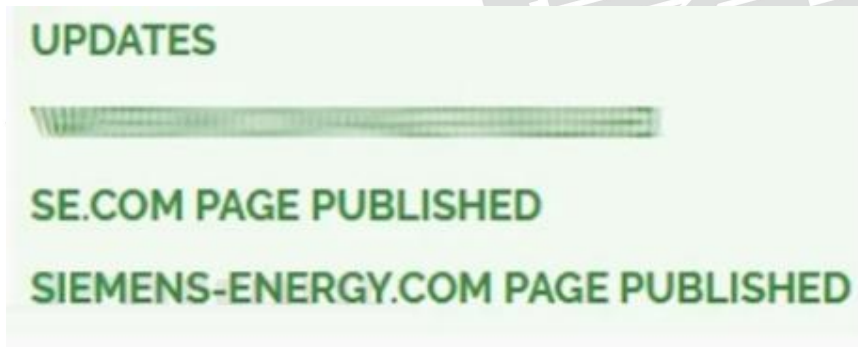 UPDATES
SE.COM PAGE PUBLISHED
SIEMENS-ENERGY.COM PAGE PUBLISHED